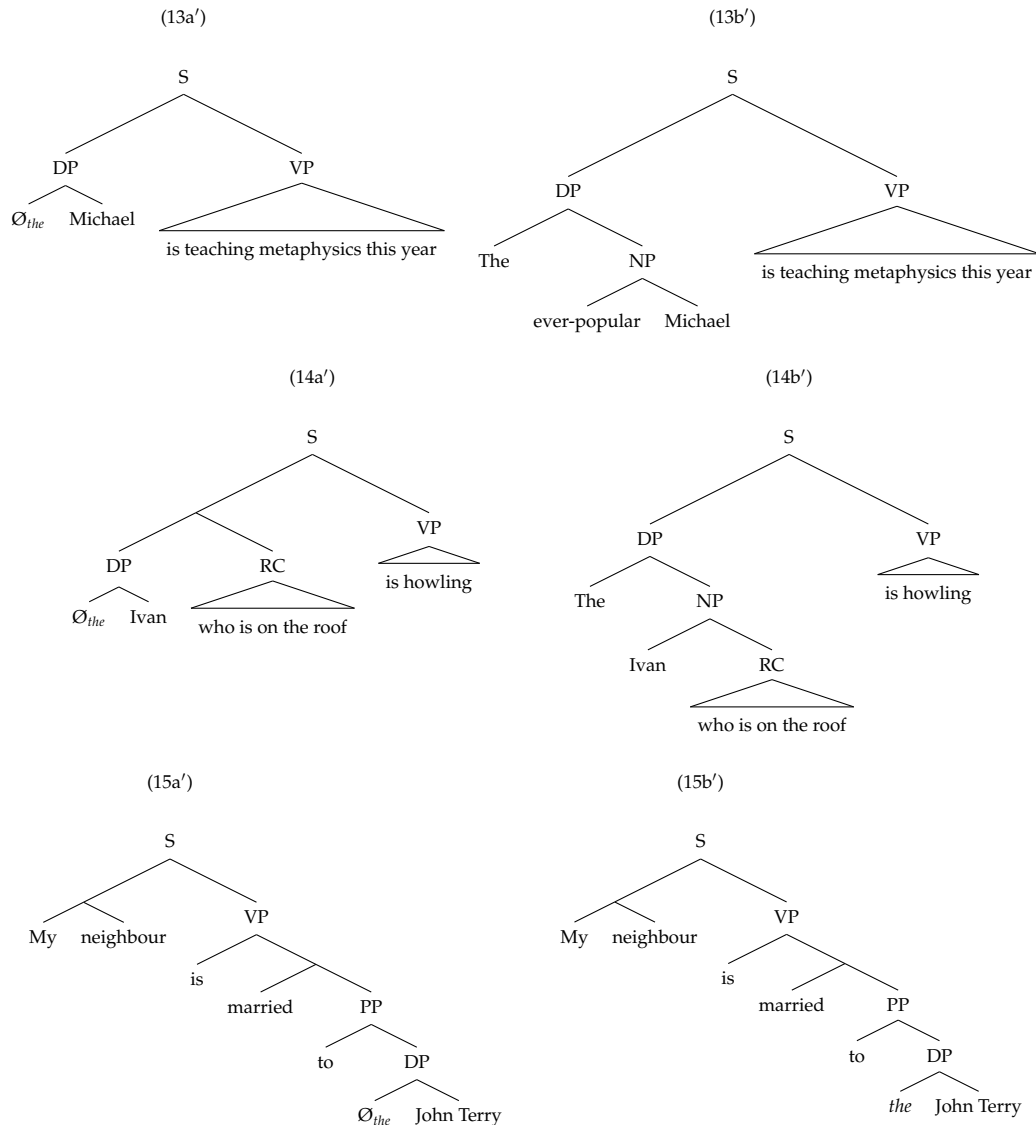 (13a′) (13b′)
S S
DP VP DP VP
Ø_the Michael is teaching metaphysics this year The NP is teaching metaphysics this year
ever-popular Michael
(14a′) (14b′)
S S
DP RC VP DP VP
Ø_the Ivan who is on the roof is howling The NP is howling
Ivan RC
who is on the roof
(15a′) (15b′)
S S
My neighbour VP My neighbour VP
is married PP is married PP
to DP to DP
Ø_the John Terry the John Terry